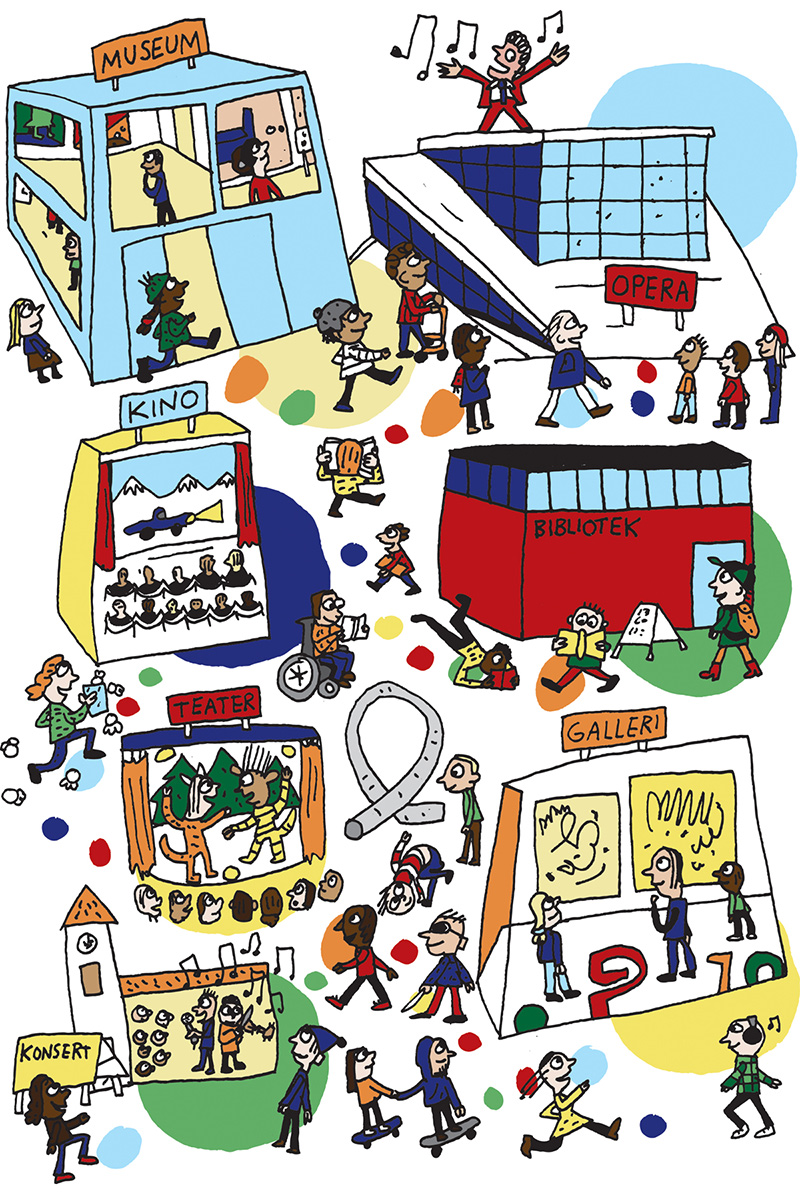 MUSEUM
OPERA
KINO
BIBLIOTEK
TEATER
GALLERI
KONSERT